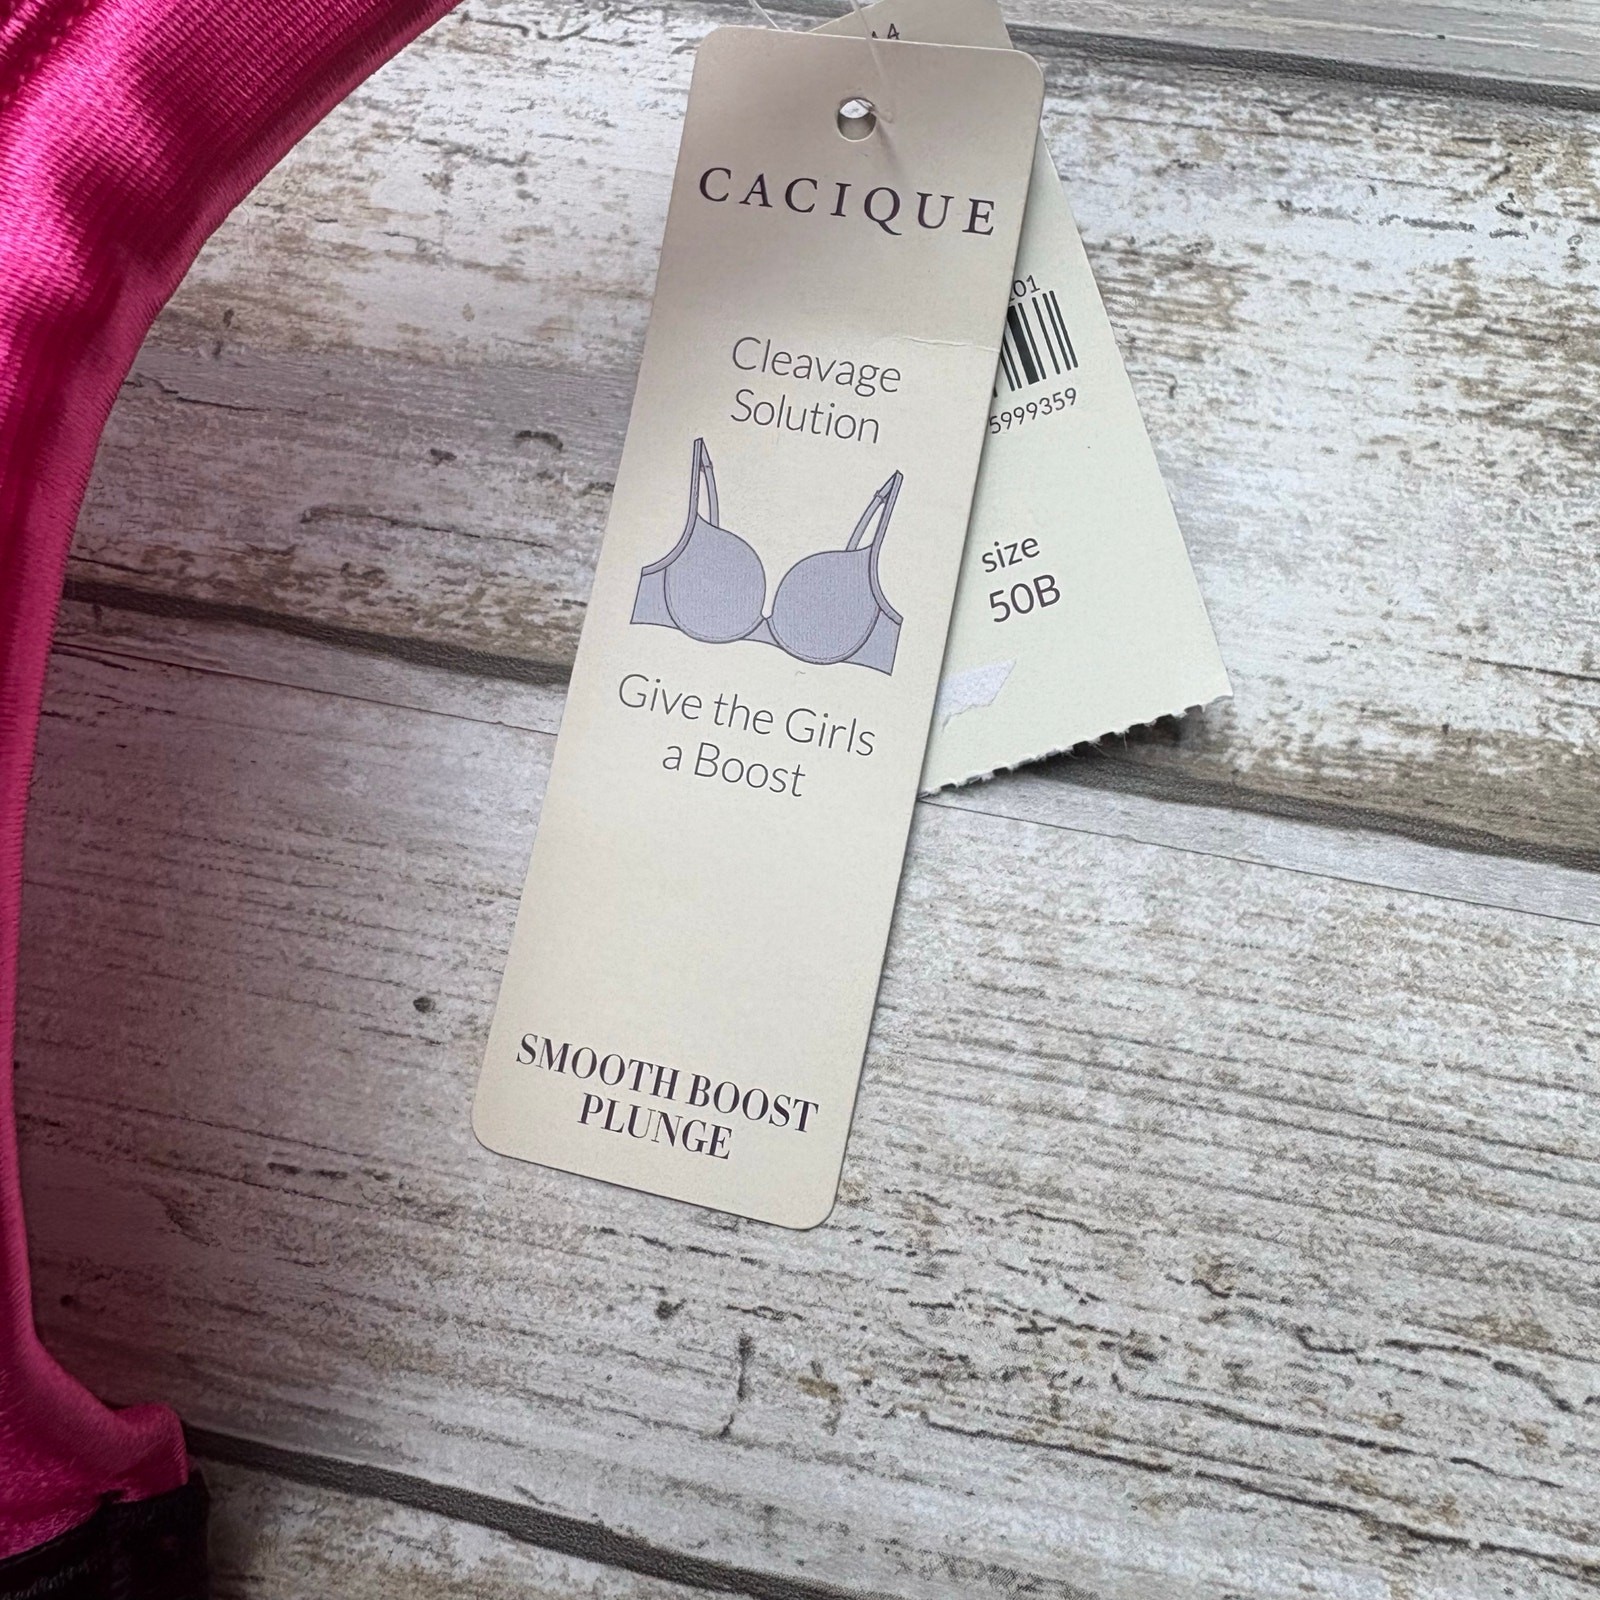 CACIQUE
Cleavage
Solution
Give the Girls
a Boost
SMOOTH BOOST
PLUNGE
5999359
size
50B